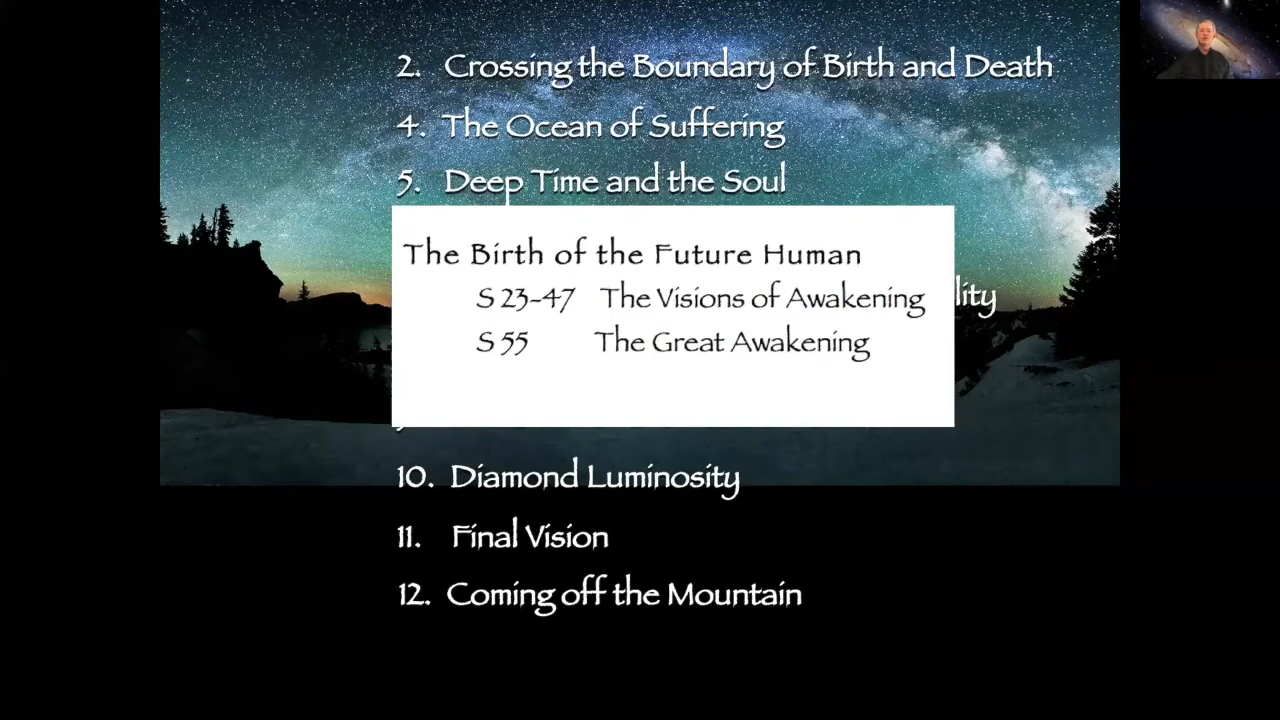 2. Crossing the Boundary of Birth and Death
4. The Ocean of Suffering
5. Deep Time and the Soul
The Birth of the Future Human
S 23-47 The Visions of Awakening
S 55 The Great Awakening
10. Diamond Luminosity
11. Final Vision
12. Coming off the Mountain